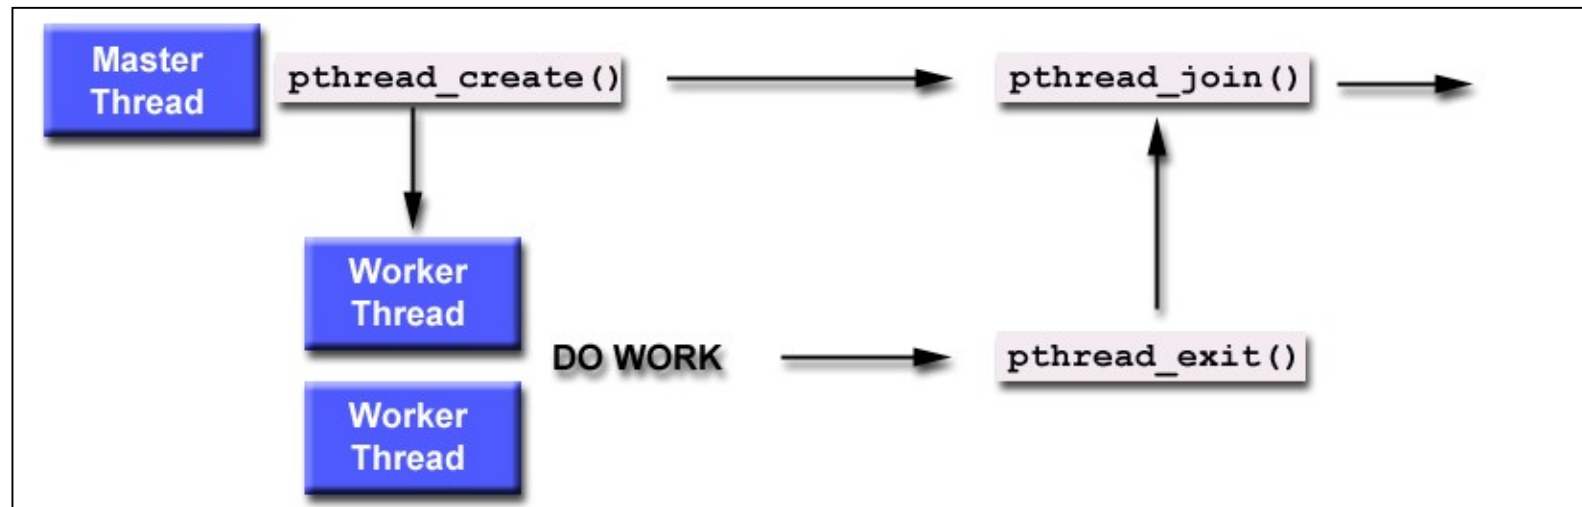 Master
Thread
pthread_create()
pthread_join()
Worker
Thread
DO WORK
pthread_exit()
Worker
Thread